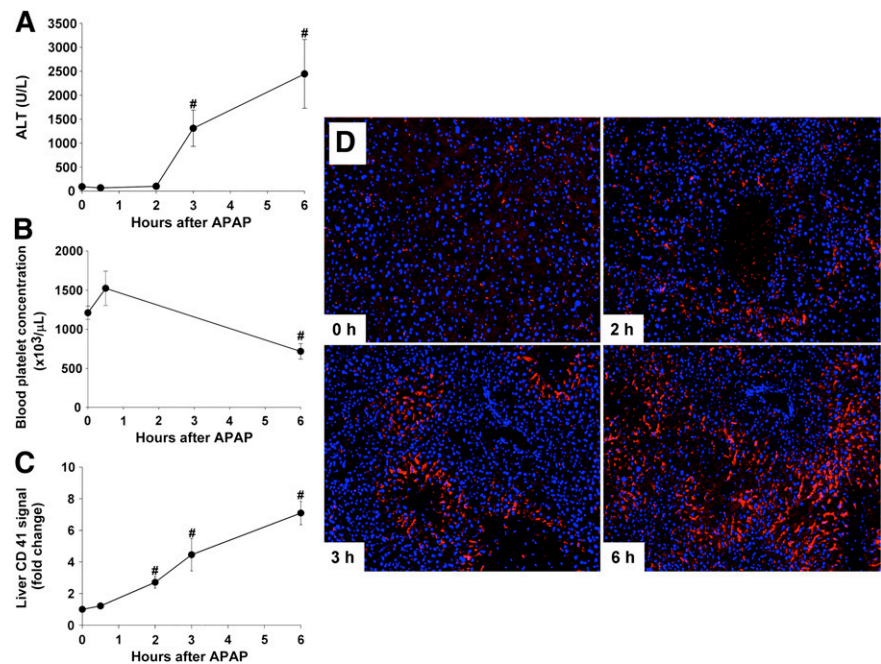 A
3500
3000
2500
2000
1500
1000
500
0
ALT (U/L)
#
#
0 1 2 3 4 5 6
Hours after APAP
B
2000
1500
1000
500
0
Blood platelet concentration
(x10³/µL)
#
0 1 2 3 4 5 6
Hours after APAP
C
10
8
6
4
2
0
Liver CD 41 signal
(fold change)
#
#
#
0 1 2 3 4 5 6
Hours after APAP
D
0 h
2 h
3 h
6 h